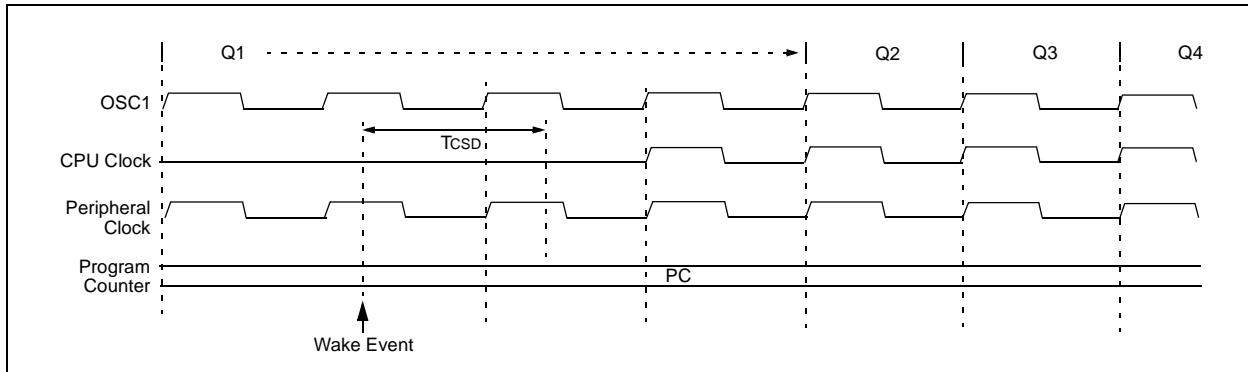 Q1 Q2 Q3 Q4
OSC1
TCSD
CPU Clock
Peripheral
Clock
Program
Counter
PC
Wake Event